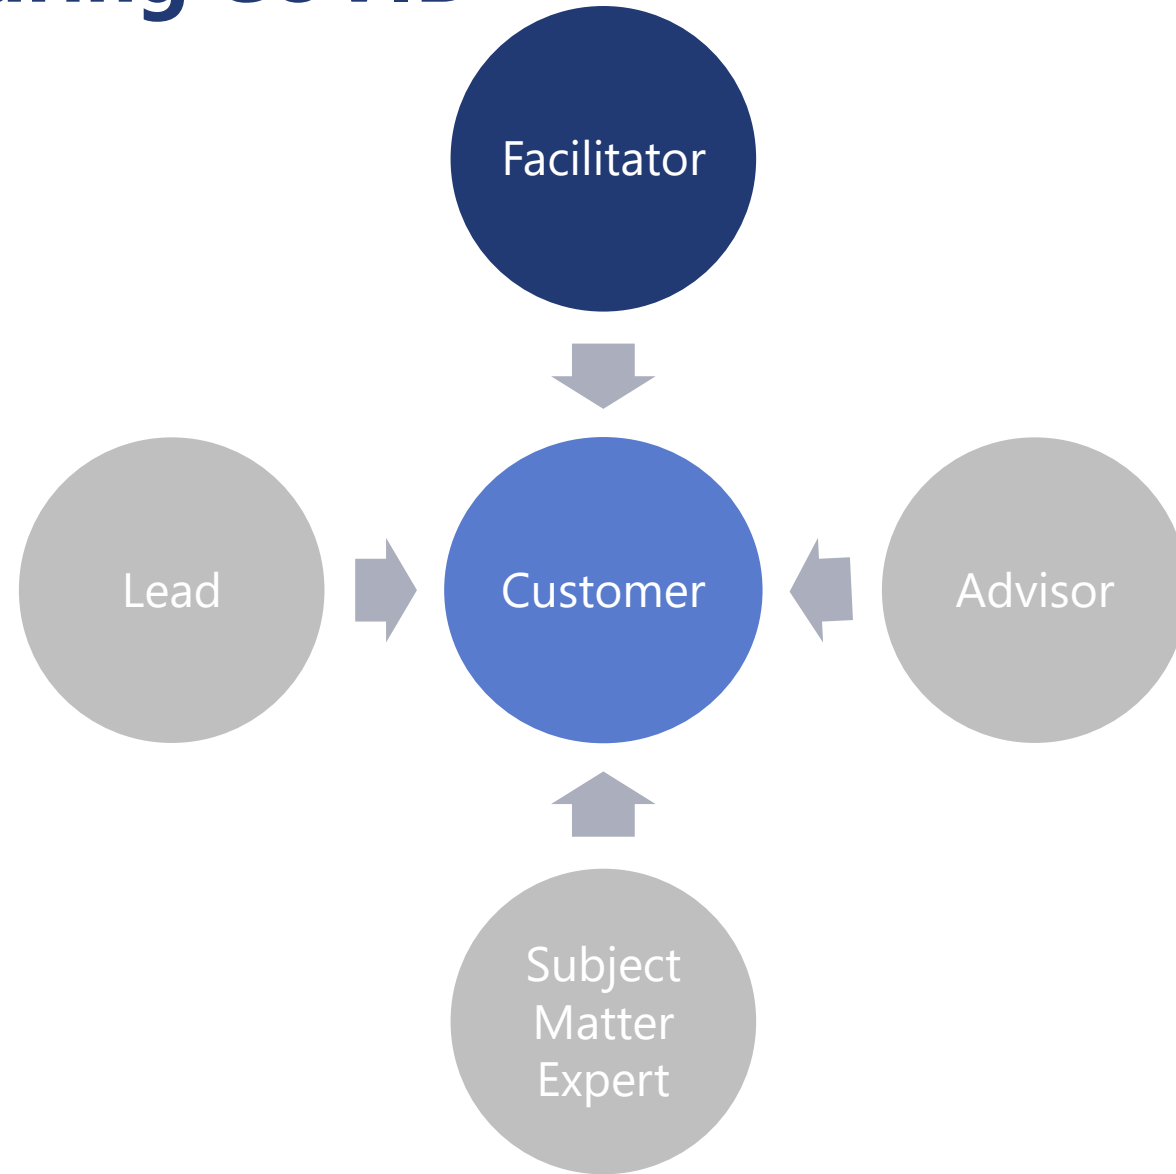 Facilitator
Lead
Customer
Advisor
Subject
Matter
Expert